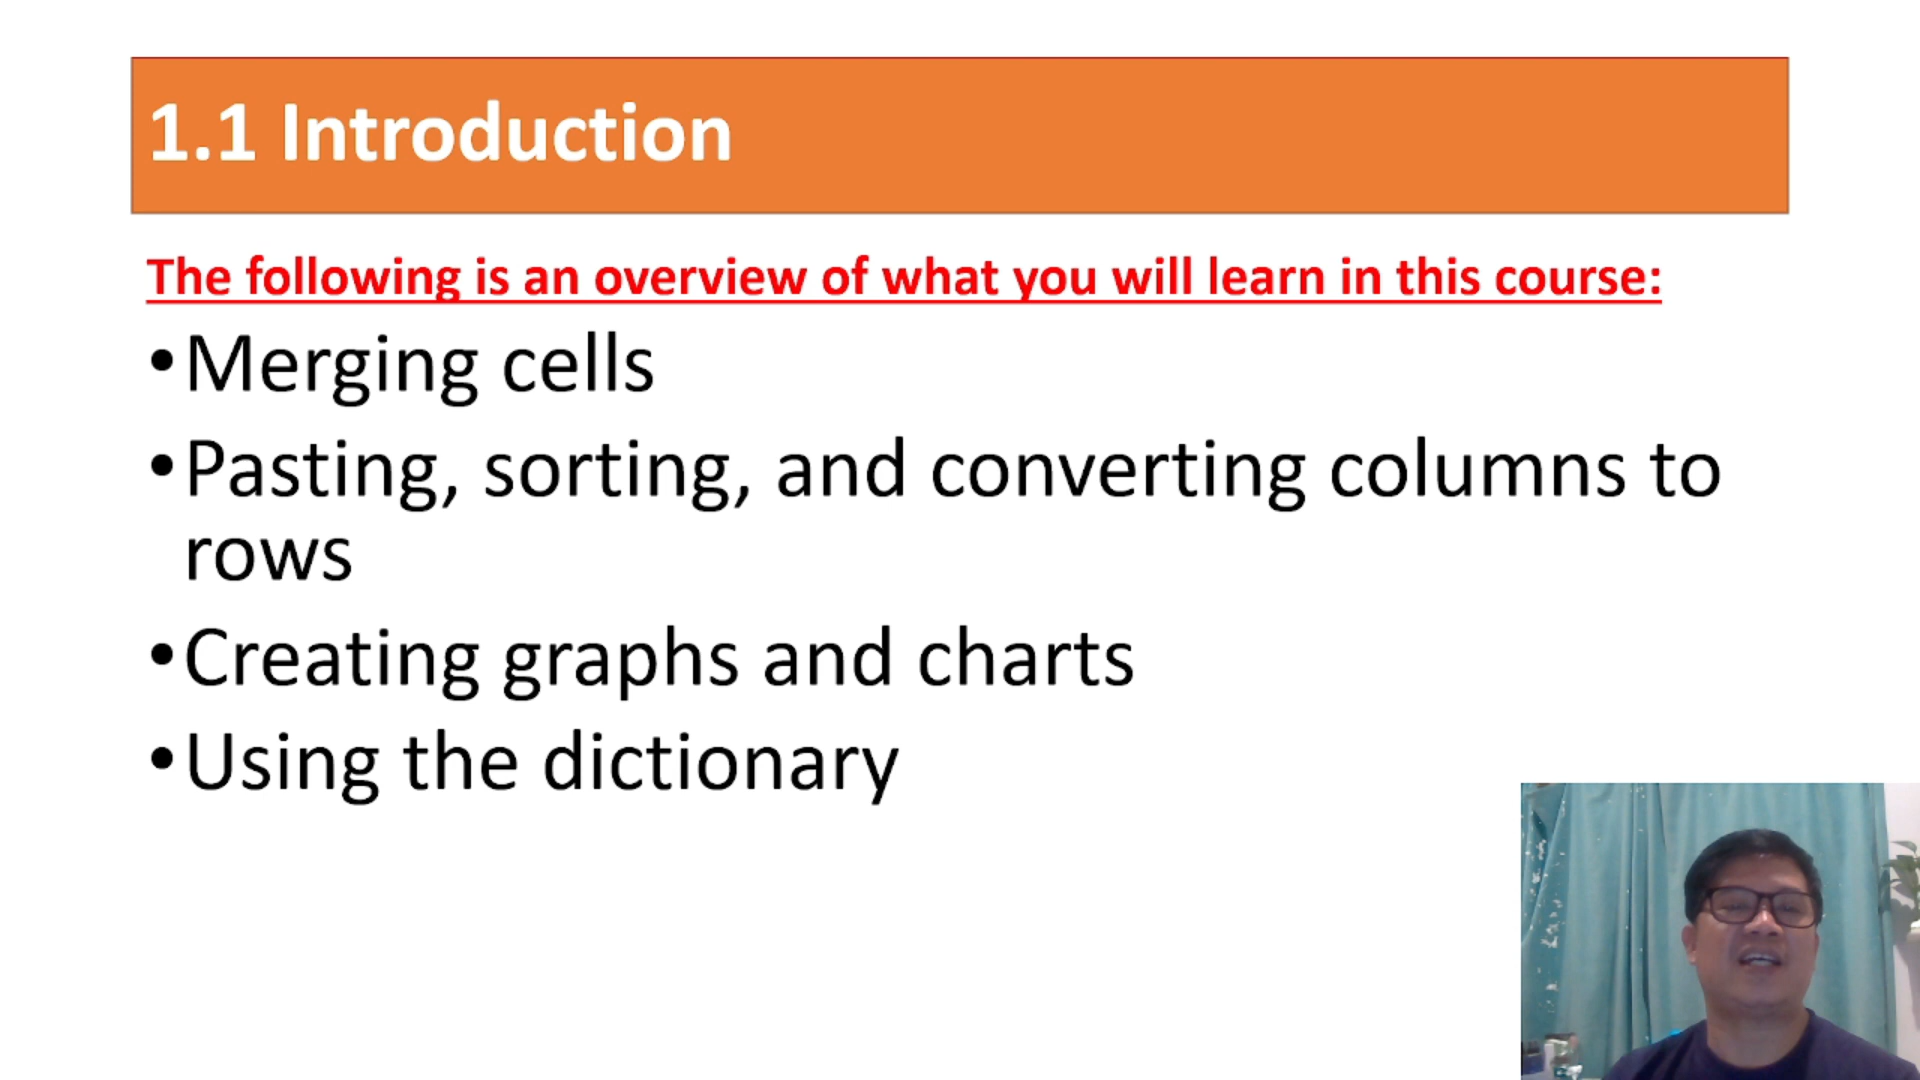 1.1 Introduction
The following is an overview of what you will learn in this course:
•Merging cells
•Pasting, sorting, and converting columns to
rows
•Creating graphs and charts
•Using the dictionary